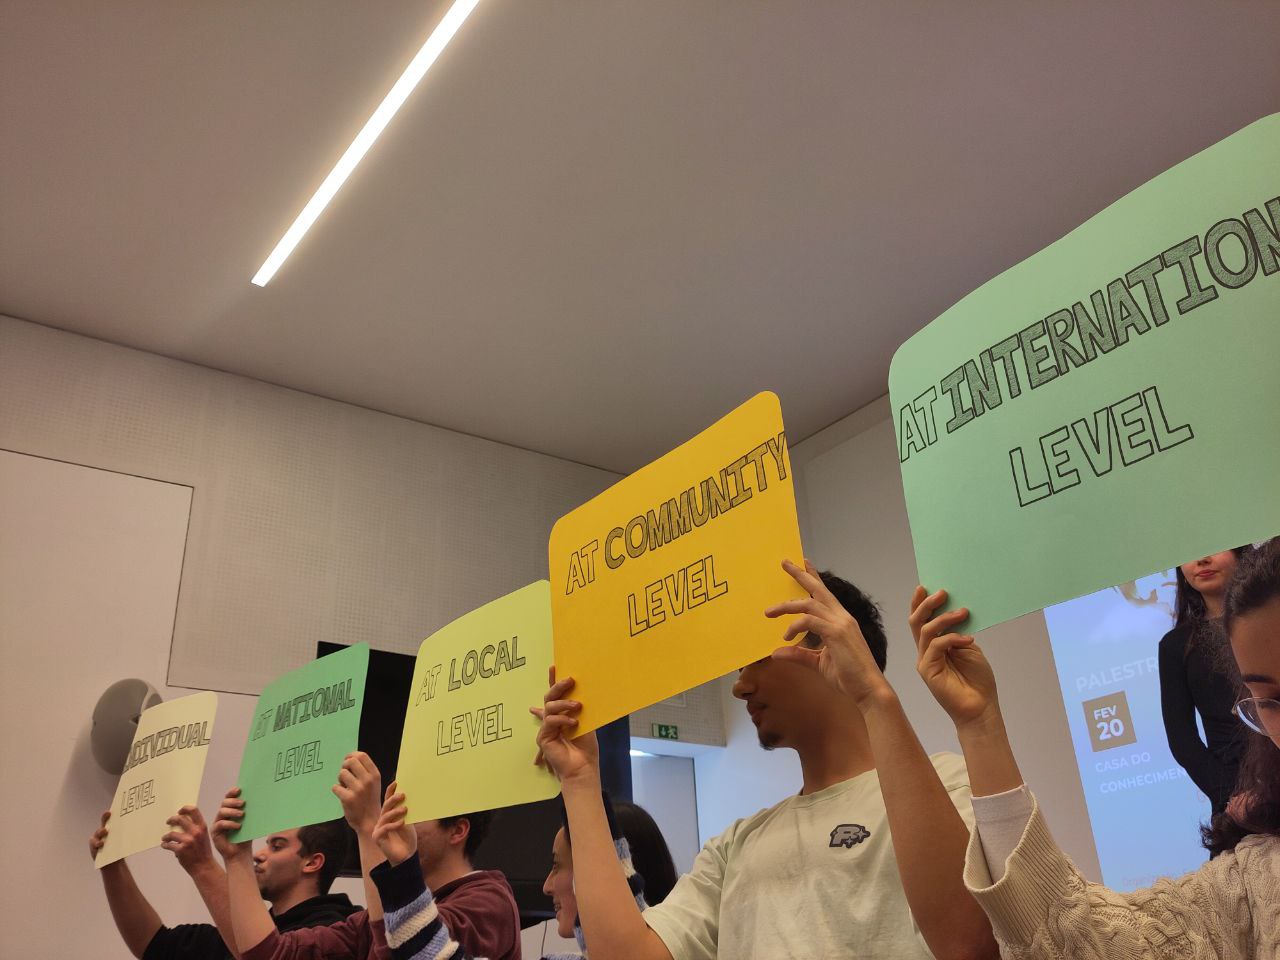 INDIVIDUAL
LEVEL
AT NATIONAL
LEVEL
AT LOCAL
LEVEL
AT COMMUNITY
LEVEL
AT INTERNATION
LEVEL
PALESTR
FEV
20
CASA DO
CONHECIMEN